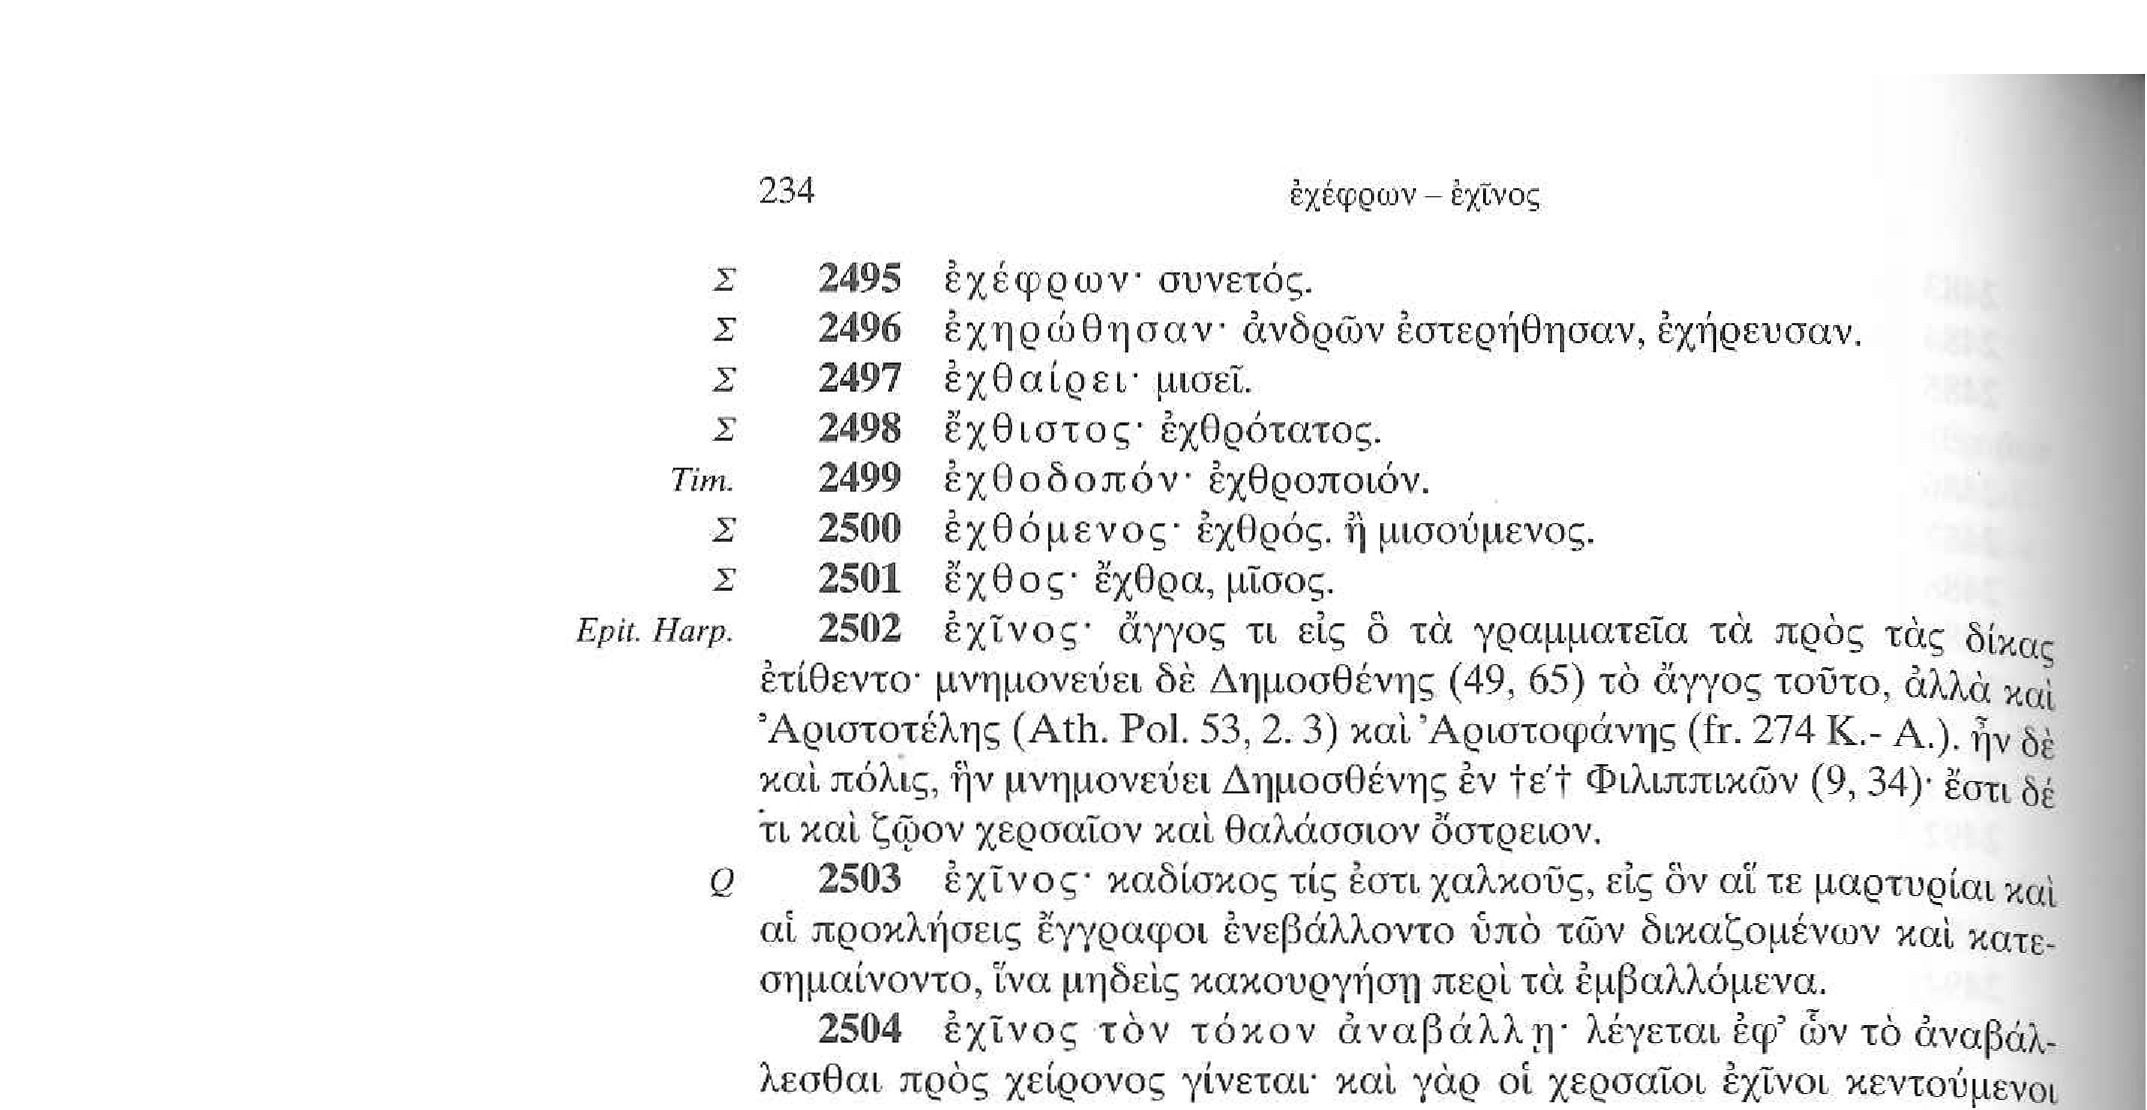 234 ἐχέφρων – ἐχῖνος
Σ 2495 ἐχέφρων· συνετός.
Σ 2496 ἐχηρώθησαν· ἀνδρῶν ἐστερήθησαν, ἐχήρευσαν.
Σ 2497 ἐχθαίρει· μισεῖ.
Σ 2498 ἔχθιστος· ἐχθρότατος.
Tim. 2499 ἐχθοδοπόν· ἐχθροποιόν.
Σ 2500 ἐχθόμενος· ἐχθρός. ἢ μισούμενος.
Σ 2501 ἔχθος· ἔχθρα, μῖσος.
Epit. Harp. 2502 ἐχῖνος· ἄγγος τι εἰς ὃ τὰ γραμματεῖα τὰ πρὸς τὰς δίκας
ἐτίθεντο· μνημονεύει δὲ Δημοσθένης (49, 65) τὸ ἄγγος τοῦτο, ἀλλὰ καὶ
Ἀριστοτέλης (Ath. Pol. 53, 2. 3) καὶ Ἀριστοφάνης (fr. 274 K.- A.). ἦν δὲ
καὶ πόλις, ἣν μνημονεύει Δημοσθένης ἐν †ε′† Φιλιππικῶν (9, 34)· ἔστι δέ
τι καὶ ζῷον χερσαῖον καὶ θαλάσσιον ὄστρειον.
Q 2503 ἐχῖνος· καδίσκος τίς ἐστι χαλκοῦς, εἰς ὃν αἵ τε μαρτυρίαι καὶ
αἱ προκλήσεις ἔγγραφοι ἐνεβάλλοντο ὑπὸ τῶν δικαζομένων καὶ κατε-
σημαίνοντο, ἵνα μηδεὶς κακουργήσῃ περὶ τὰ ἐμβαλλόμενα.
2504 ἐχῖνος τὸν τόκον ἀναβάλλῃ· λέγεται ἐφ’ ὧν τὸ ἀναβάλ-
λεσθαι πρὸς χείρονος γίνεται· καὶ γὰρ οἱ χερσαῖοι ἐχῖνοι κεντούμενοι